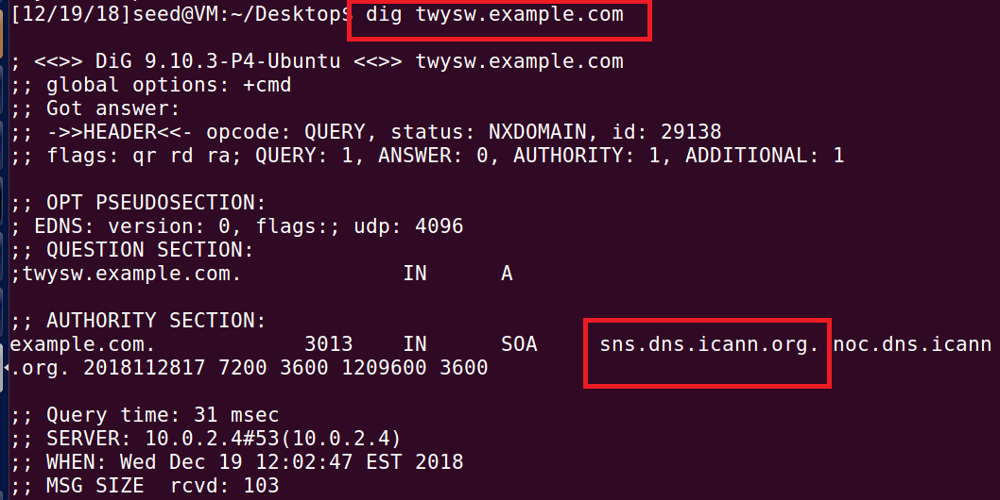 [12/19/18]seed@VM:~/Desktop$ dig twysw.example.com
; <<>> DiG 9.10.3-P4-Ubuntu <<>> twysw.example.com
;; global options: +cmd
;; Got answer:
;; ->>HEADER<<- opcode: QUERY, status: NXDOMAIN, id: 29138
;; flags: qr rd ra; QUERY: 1, ANSWER: 0, AUTHORITY: 1, ADDITIONAL: 1
;; OPT PSEUDOSECTION:
; EDNS: version: 0, flags:; udp: 4096
;; QUESTION SECTION:
;twysw.example.com. IN A
;; AUTHORITY SECTION:
example.com. 3013 IN SOA sns.dns.icann.org. noc.dns.icann
.org. 2018112817 7200 3600 1209600 3600
;; Query time: 31 msec
;; SERVER: 10.0.2.4#53(10.0.2.4)
;; WHEN: Wed Dec 19 12:02:47 EST 2018
;; MSG SIZE rcvd: 103